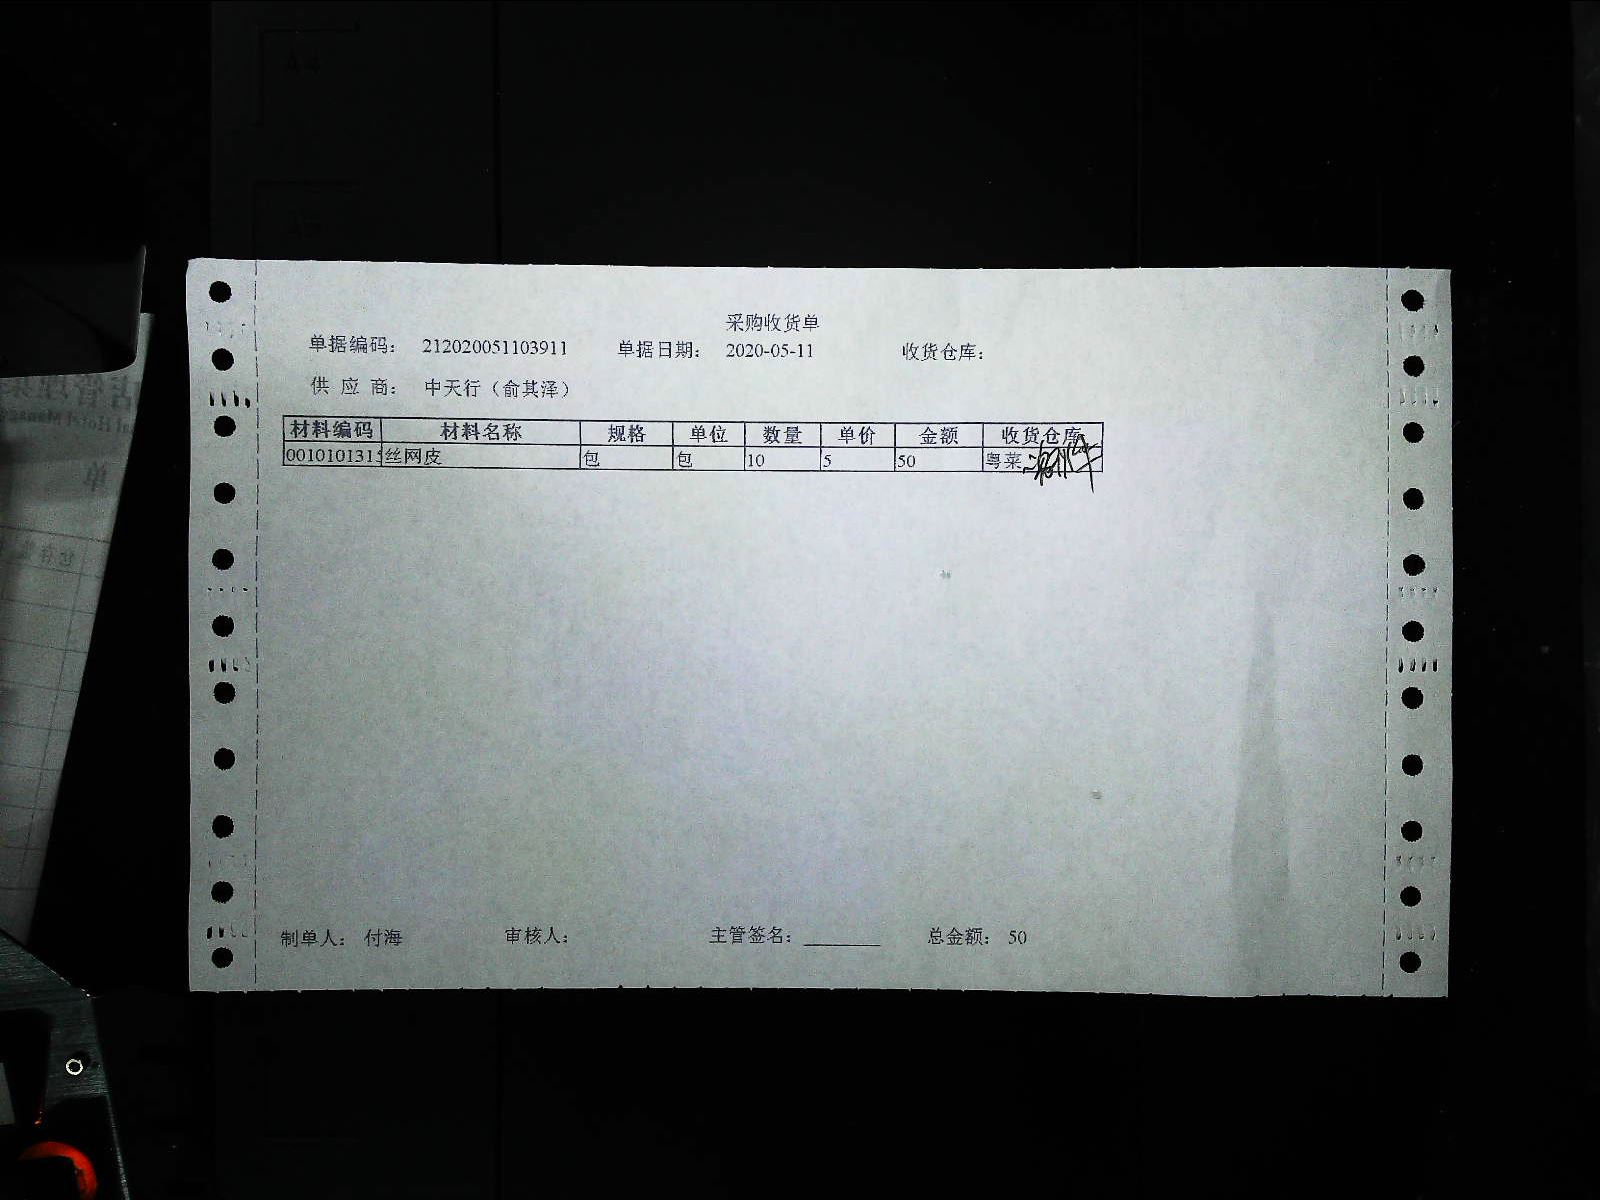 采购收货单
单据编码： 212020051103911 单据日期： 2020-05-11 收货仓库：
供 应 商： 中天行（俞其泽）
材料编码 材料名称 规格 单位 数量 单价 金额 收货仓库
0010101315 丝网皮 包 包 10 5 50 粤菜
制单人： 付海 审核人： 主管签名： ________ 总金额： 50